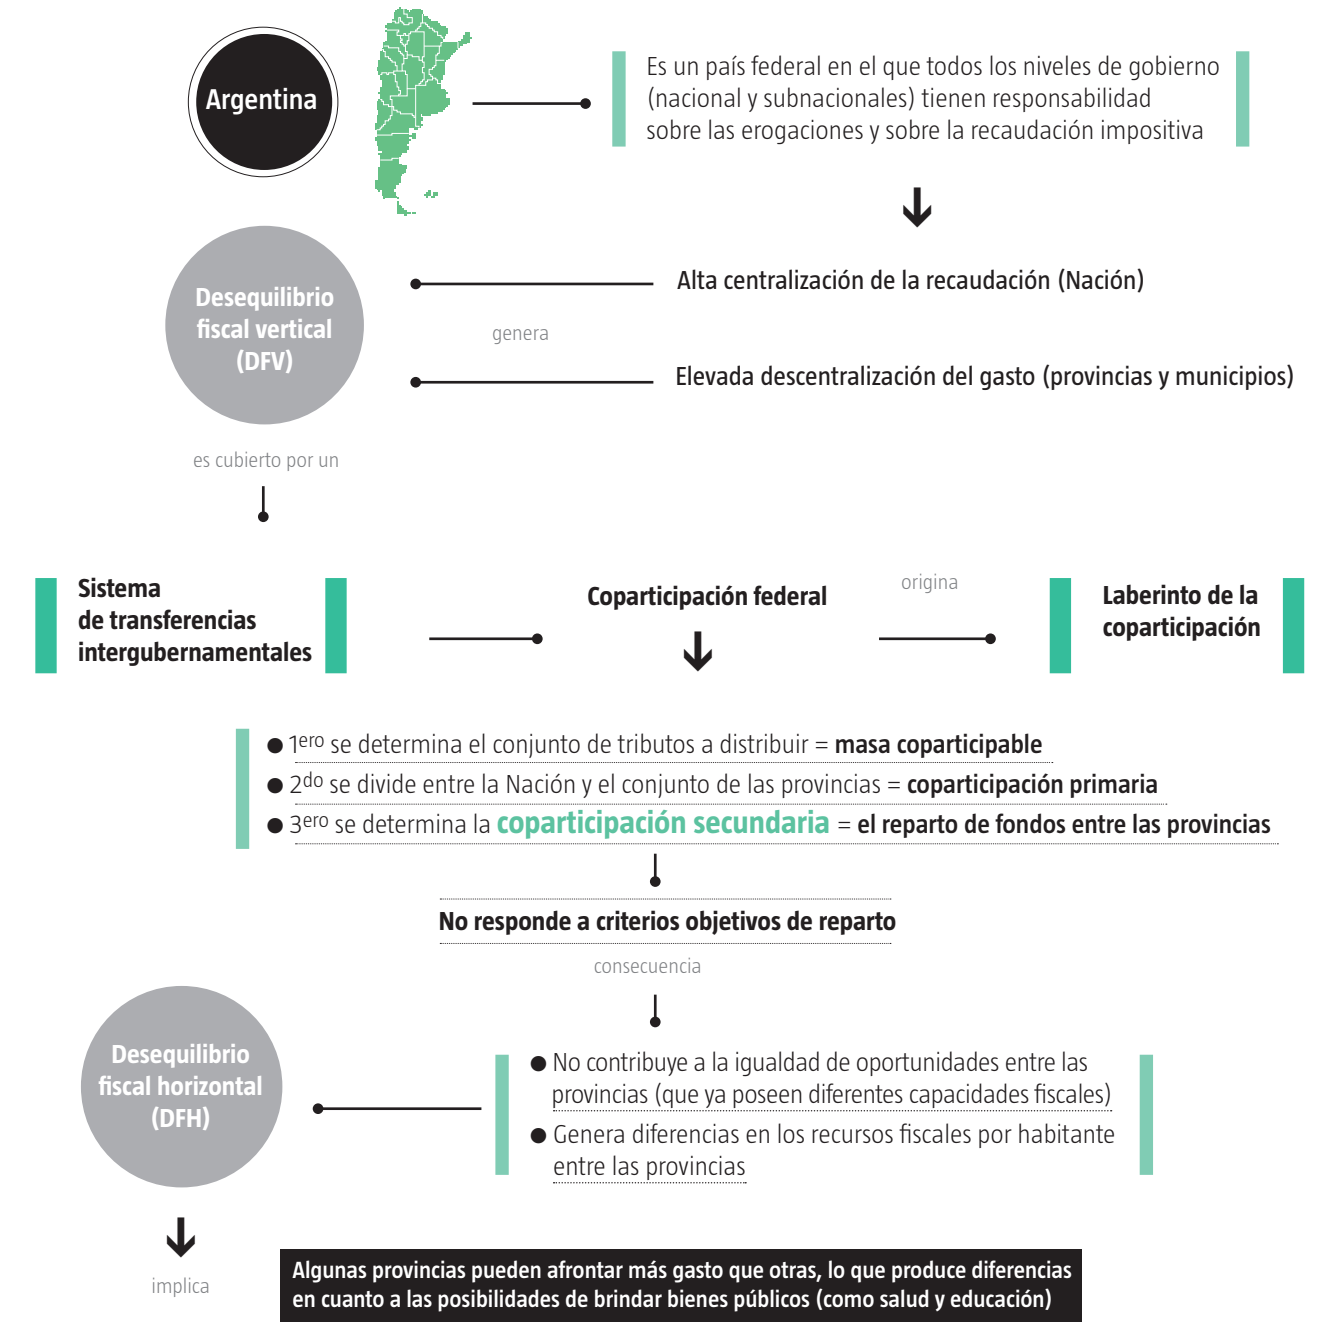 Argentina
Es un país federal en el que todos los niveles de gobierno
(nacional y subnacionales) tienen responsabilidad
sobre las erogaciones y sobre la recaudación impositiva
Desequilibrio
fiscal vertical
(DFV)
Alta centralización de la recaudación (Nación)
genera
Elevada descentralización del gasto (provincias y municipios)
es cubierto por un
Sistema
de transferencias
intergubernamentales
Coparticipación federal
origina
Laberinto de la
coparticipación
● 1ero se determina el conjunto de tributos a distribuir = masa coparticipable
● 2do se divide entre la Nación y el conjunto de las provincias = coparticipación primaria
● 3ero se determina la coparticipación secundaria = el reparto de fondos entre las provincias
No responde a criterios objetivos de reparto
consecuencia
Desequilibrio
fiscal horizontal
(DFH)
● No contribuye a la igualdad de oportunidades entre las
provincias (que ya poseen diferentes capacidades fiscales)
● Genera diferencias en los recursos fiscales por habitante
entre las provincias
implica
Algunas provincias pueden afrontar más gasto que otras, lo que produce diferencias
en cuanto a las posibilidades de brindar bienes públicos (como salud y educación)